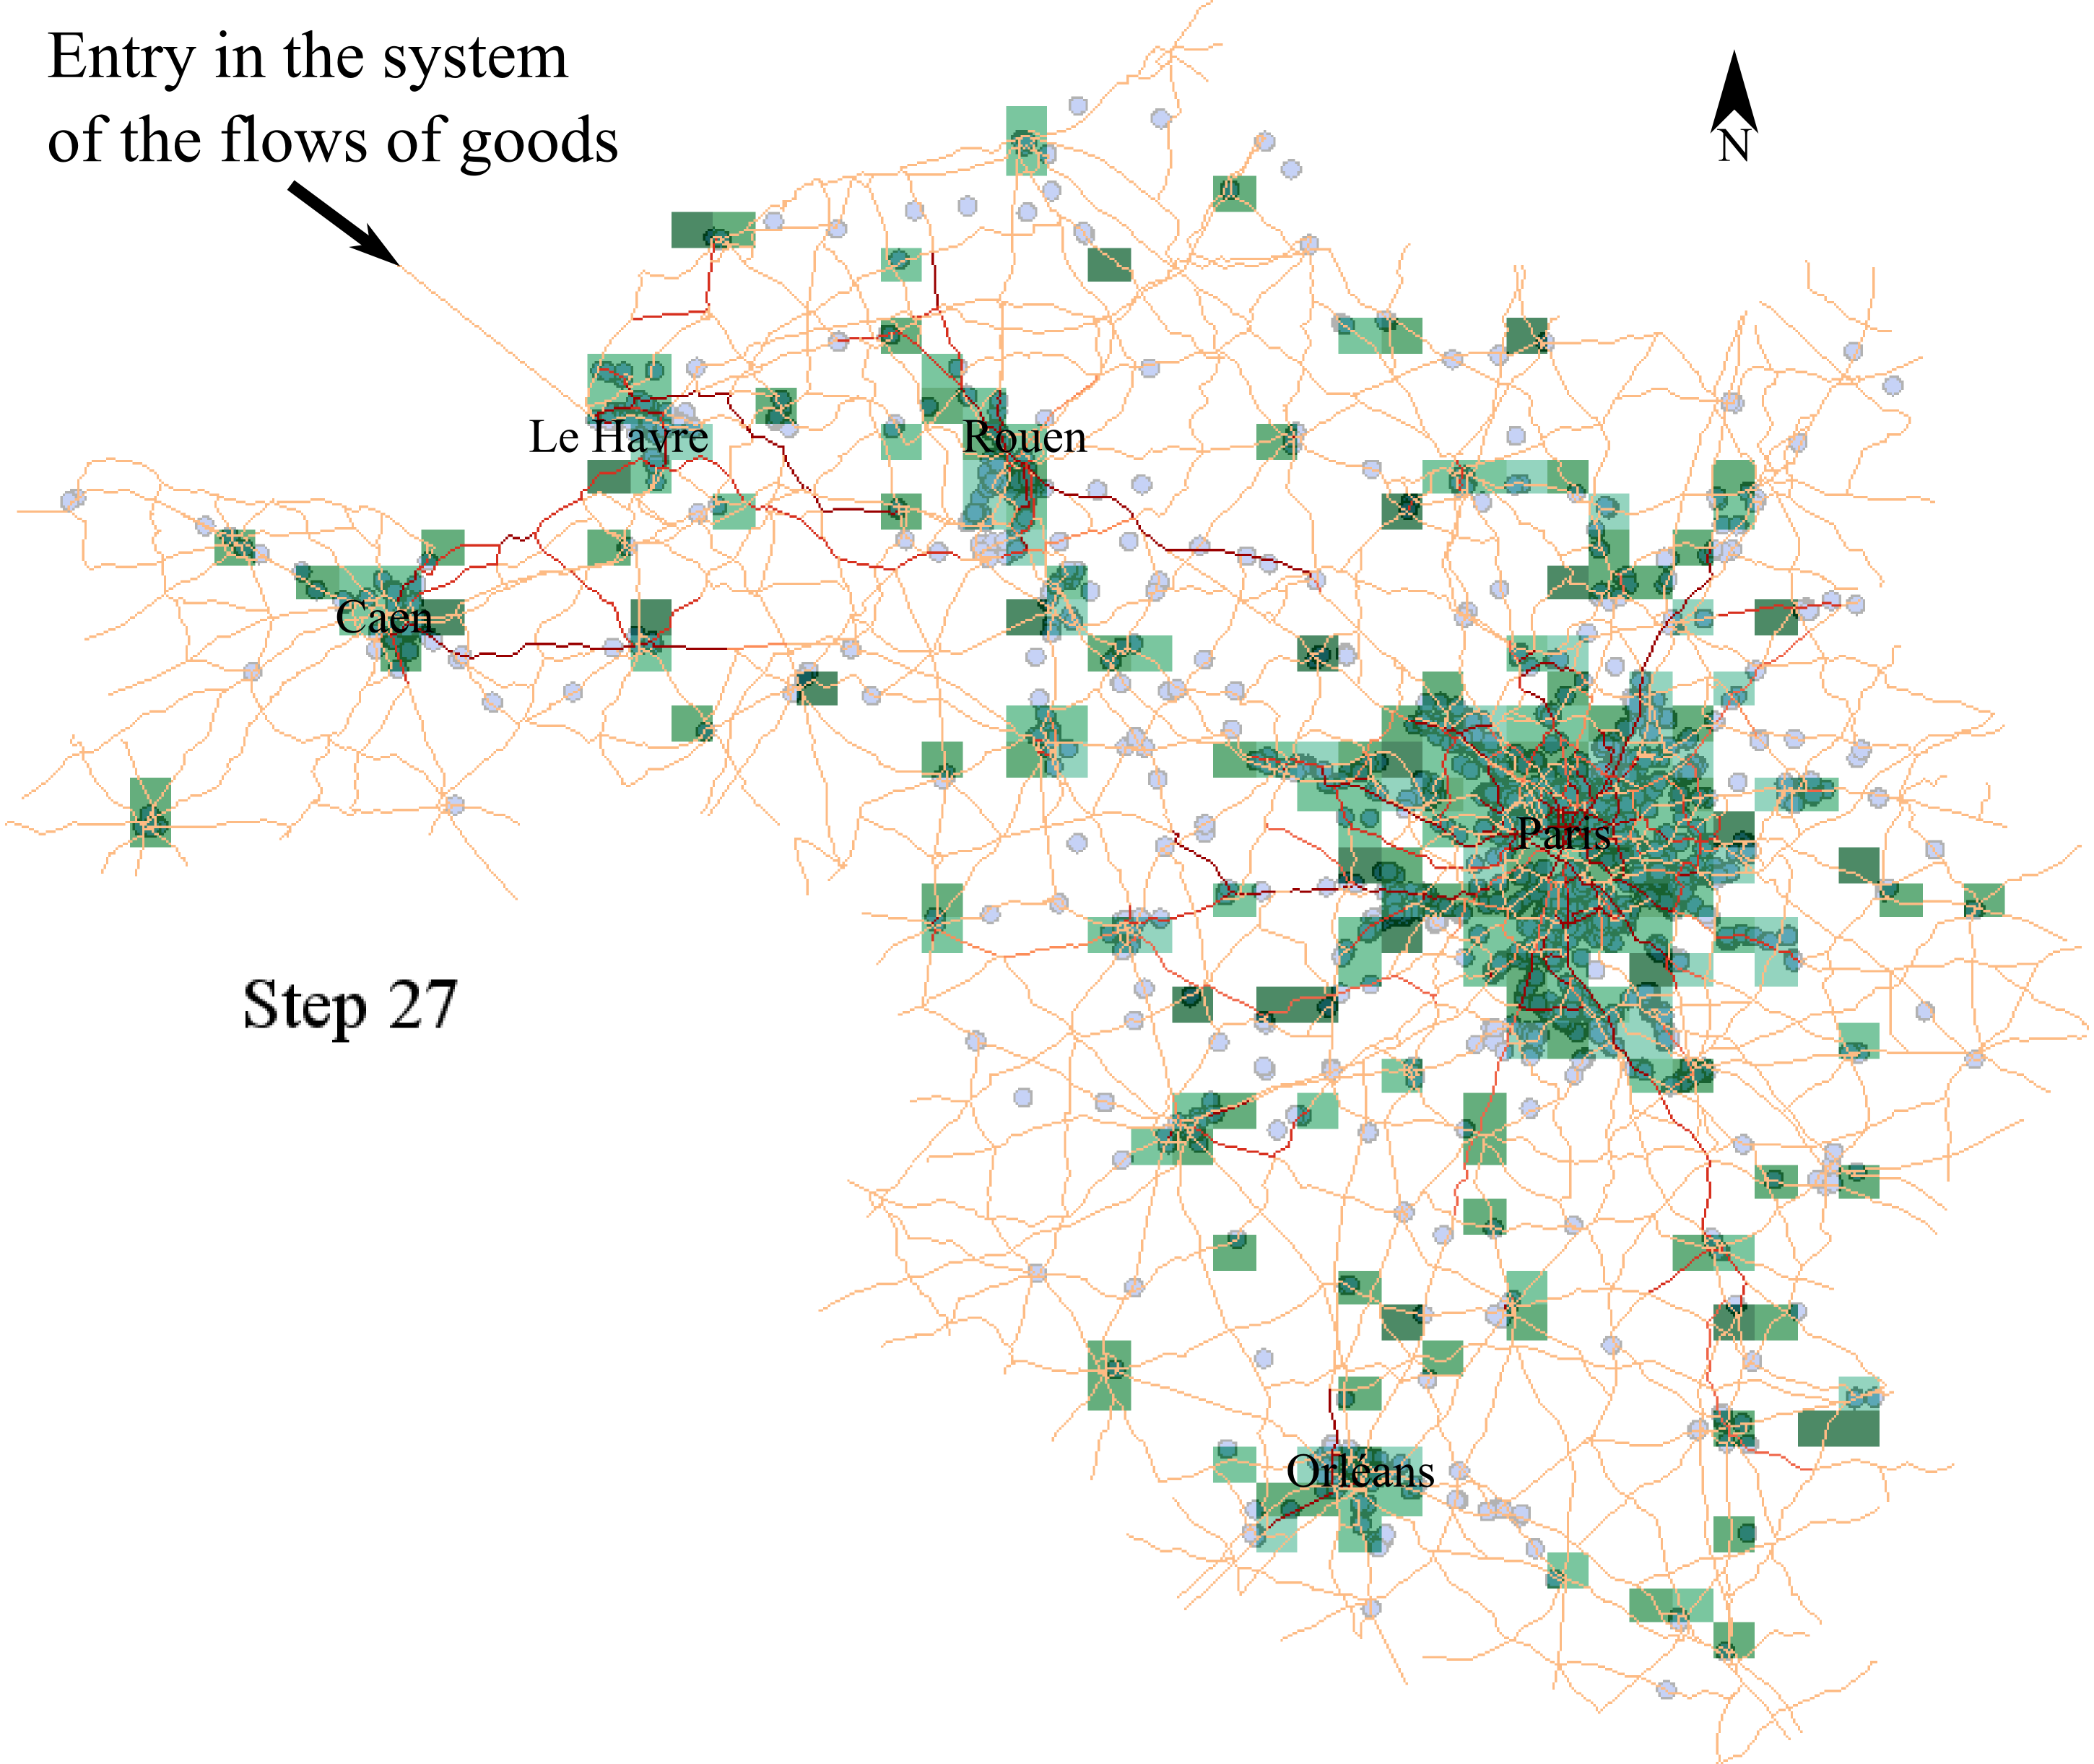 Entry in the system
of the flows of goods
N
Le Havre
Rouen
Caen
Paris
Step 27
Orléans